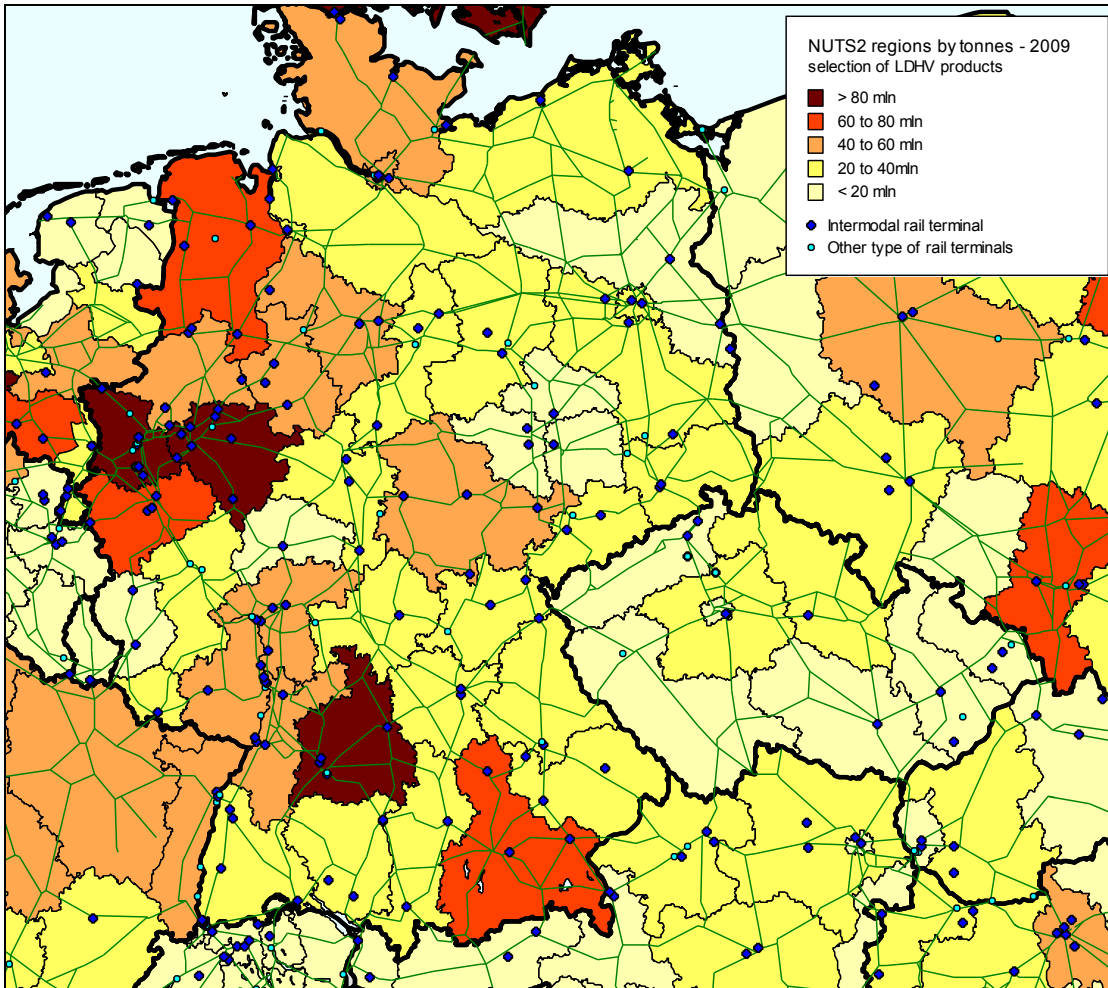 NUTS2 regions by tonnes - 2009
selection of LDHV products
> 80 mln
60 to 80 mln
40 to 60 mln
20 to 40mln
< 20 mln
Intermodal rail terminal
Other type of rail terminals